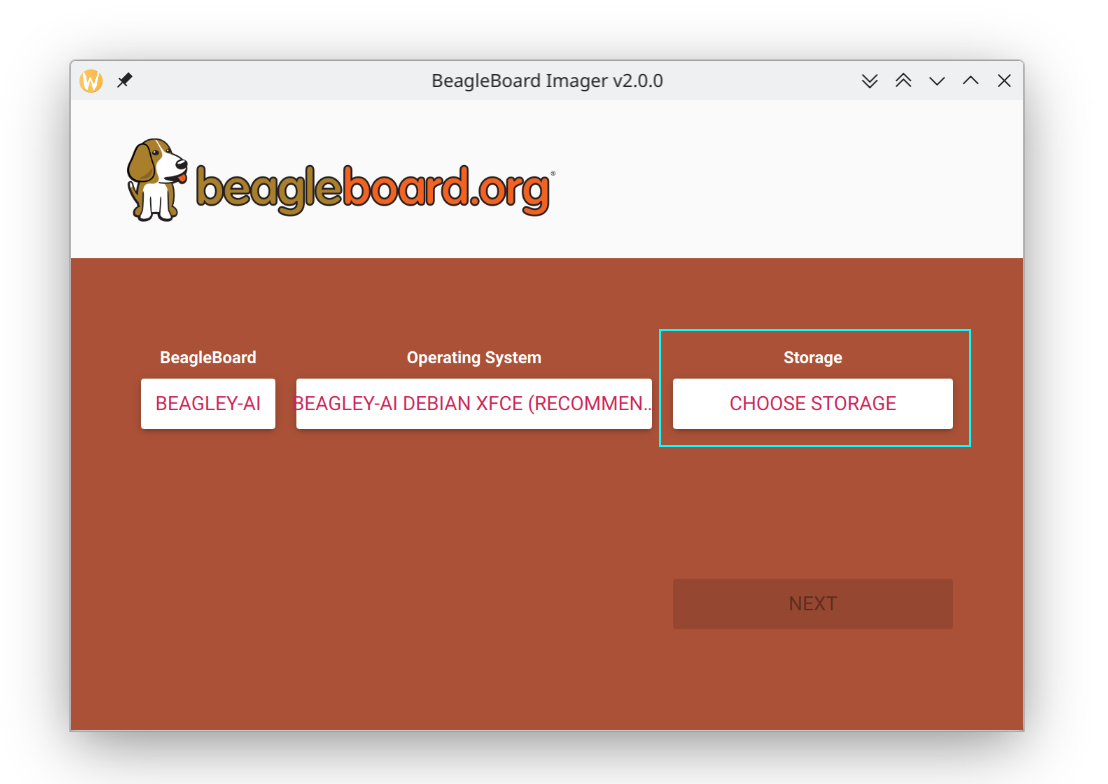 BeagleBoard Imager v2.0.0
beagleboard.org®
BeagleBoard
Operating System
Storage
BEAGLEY-AI
BEAGLEY-AI DEBIAN XFCE (RECOMMEN..
CHOOSE STORAGE
NEXT